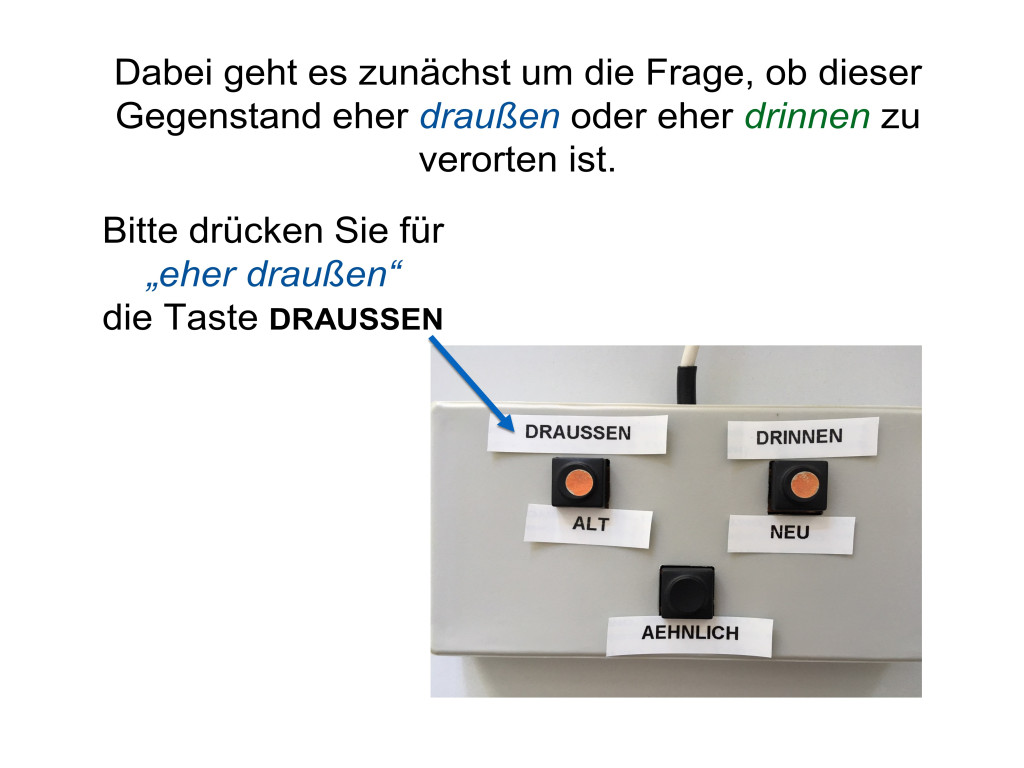 Dabei geht es zunächst um die Frage, ob dieser
Gegenstand eher draußen oder eher drinnen zu
verorten ist.
Bitte drücken Sie für
„eher draußen“
die Taste DRAUSSEN
DRAUSSEN
DRINNEN
ALT
NEU
AEHNLICH